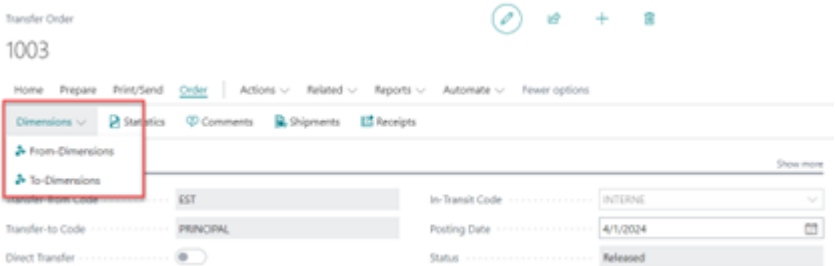 Transfer Order
1003
Home Prepare Print/Send Order Actions Related Reports Automate Fewer options
Dimensions Statistics Comments Shipments Receipts
From-Dimensions
To-Dimensions
Show more
Transfer-from Code EST In-Transit Code INTERNE
Transfer-to Code PRINCIPAL Posting Date 4/1/2024
Direct Transfer Status Released